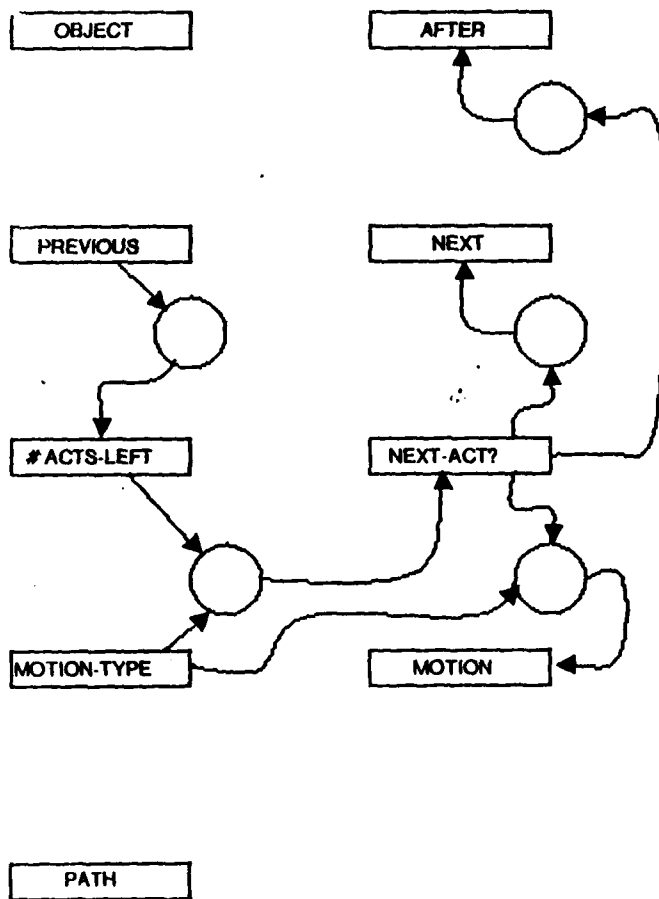 OBJECT
AFTER
PREVIOUS
NEXT
# ACTS-LEFT
NEXT-ACT?
MOTION-TYPE
MOTION
PATH